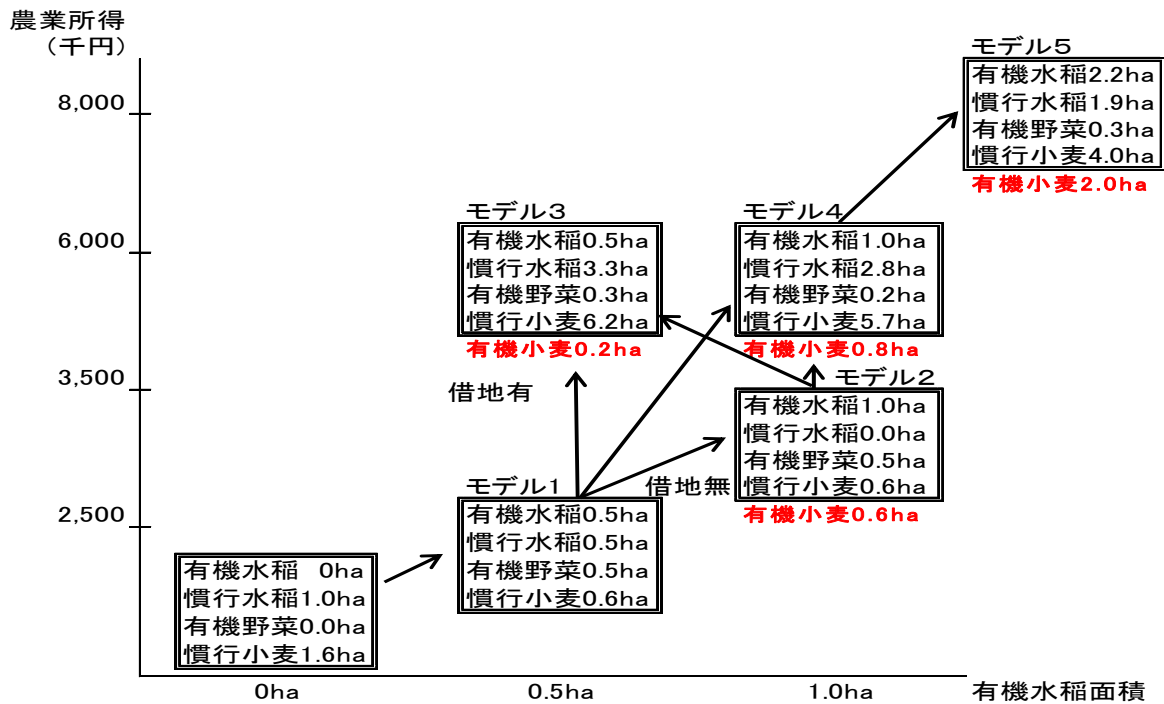 農業所得
（千円）
8,000
6,000
3,500
2,500
モデル5
有機水稲2.2ha
慣行水稲1.9ha
有機野菜0.3ha
慣行小麦4.0ha
有機小麦2.0ha
モデル3
有機水稲0.5ha
慣行水稲3.3ha
有機野菜0.3ha
慣行小麦6.2ha
有機小麦0.2ha
モデル4
有機水稲1.0ha
慣行水稲2.8ha
有機野菜0.2ha
慣行小麦5.7ha
有機小麦0.8ha
借地有
モデル2
有機水稲1.0ha
慣行水稲0.0ha
有機野菜0.5ha
慣行小麦0.6ha
有機小麦0.6ha
借地無
モデル1
有機水稲0.5ha
慣行水稲0.5ha
有機野菜0.5ha
慣行小麦0.6ha
有機水稲　0ha
慣行水稲1.0ha
有機野菜0.0ha
慣行小麦1.6ha
0ha
0.5ha
1.0ha
有機水稲面積